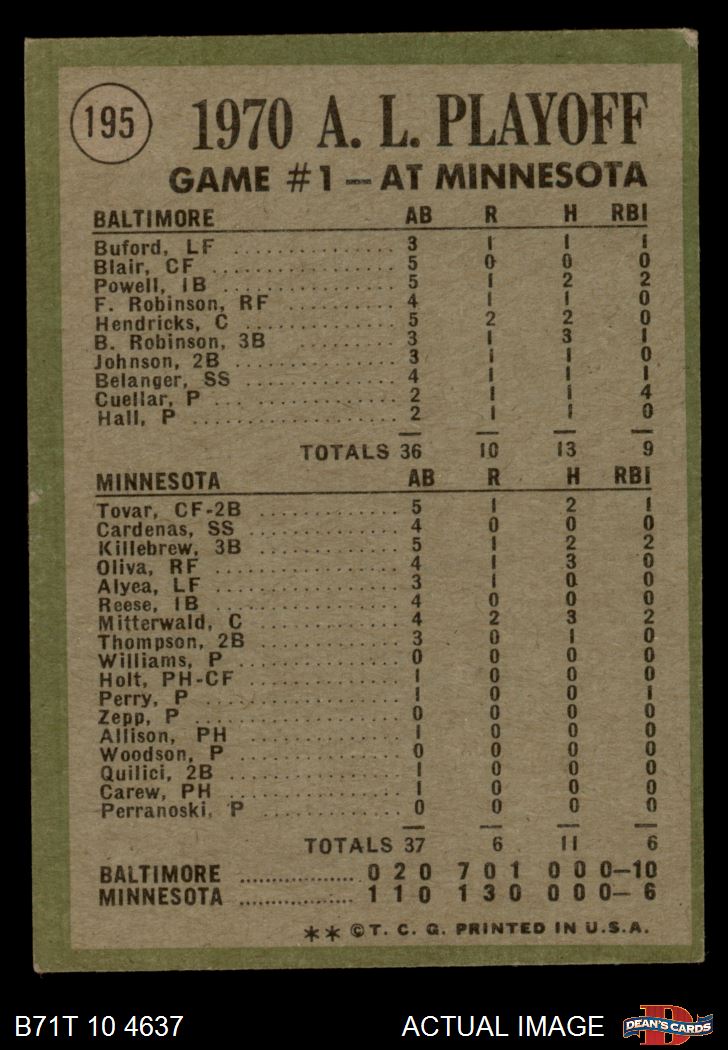 195
1970 A. L. PLAYOFF
GAME #1 — AT MINNESOTA
BALTIMORE AB R H RBI
Buford, LF .............. 3 1 1 1
Blair, CF .............. 5 0 0 0
Powell, 1B .............. 5 1 2 2
F. Robinson, RF .......... 4 1 1 0
Hendricks, C ............ 5 2 2 0
B. Robinson, 3B .......... 3 1 3 1
Johnson, 2B ............ 3 1 1 0
Belanger, SS ............ 4 1 1 1
Cuellar, P .............. 2 1 1 4
Hall, P .................. 2 1 1 0
TOTALS 36 10 13 9
MINNESOTA AB R H RBI
Tovar, CF-2B ............ 5 1 2 1
Cardenas, SS ............ 4 0 0 0
Killebrew, 3B ............ 5 1 2 2
Oliva, RF ................ 4 1 3 0
Alyea, LF ................ 3 1 0 0
Reese, 1B .............. 4 0 0 0
Mitterwald, C ............ 4 2 3 2
Thompson, 2B ............ 3 0 1 0
Williams, P .............. 0 0 0 0
Holt, PH-CF .............. 1 0 0 0
Perry, P ................ 1 0 0 1
Zepp, P ................ 0 0 0 0
Allison, PH ............ 1 0 0 0
Woodson, P .............. 0 0 0 0
Quilici, 2B .............. 1 0 0 0
Carew, PH .............. 1 0 0 0
Perranoski, P ............ 0 0 0 0
TOTALS 37 6 11 6
BALTIMORE .................. 0 2 0 7 0 1 0 0 0—10
MINNESOTA .................. 1 1 0 1 3 0 0 0 0— 6
** © T. C. G. PRINTED IN U.S.A.
B71T 10 4637 ACTUAL IMAGE DEAN'S CARDS